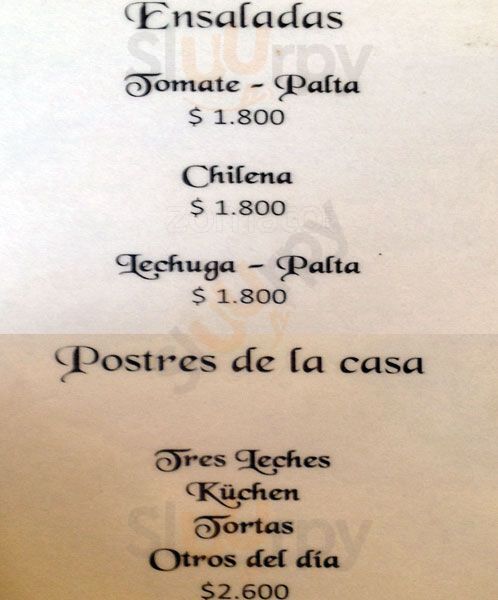 Ensaladas
Tomate - Palta
$ 1.800
Chilena
$ 1.800
Lechuga - Palta
$ 1.800
Postres de la casa
Tres Leches
Küchen
Tortas
Otros del día
$2.600